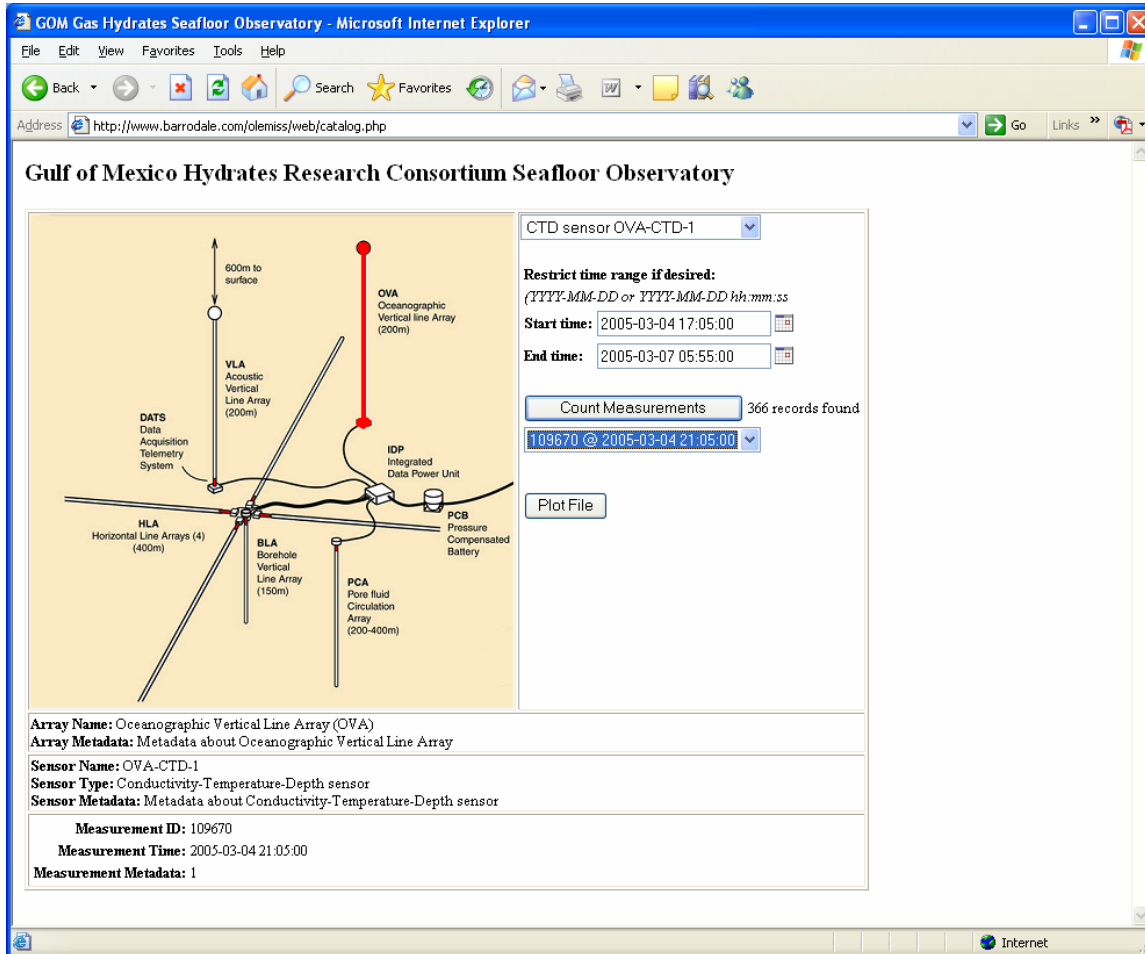 GOM Gas Hydrates Seafloor Observatory - Microsoft Internet Explorer
File Edit View Favorites Tools Help
Back Search Favorites
Address http://www.barrodale.com/olemiss/web/catalog.php Go Links »
Gulf of Mexico Hydrates Research Consortium Seafloor Observatory
600m to
surface
OVA
Oceanographic
Vertical line Array
(200m)
VLA
Acoustic
Vertical
Line Array
(200m)
DATS
Data
Acquisition
Telemetry
System
IDP
Integrated
Data Power Unit
PCB
Pressure
Compensated
Battery
HLA
Horizontal Line Arrays (4)
(400m)
BLA
Borehole
Vertical
Line Array
(150m)
PCA
Pore fluid
Circulation
Array
(200-400m)
CTD sensor OVA-CTD-1
Restrict time range if desired:
(YYYY-MM-DD or YYYY-MM-DD hh:mm:ss
Start time: 2005-03-04 17:05:00
End time: 2005-03-07 05:55:00
Count Measurements 366 records found
109670 @ 2005-03-04 21:05:00
Plot File
Array Name: Oceanographic Vertical Line Array (OVA)
Array Metadata: Metadata about Oceanographic Vertical Line Array
Sensor Name: OVA-CTD-1
Sensor Type: Conductivity-Temperature-Depth sensor
Sensor Metadata: Metadata about Conductivity-Temperature-Depth sensor
Measurement ID: 109670
Measurement Time: 2005-03-04 21:05:00
Measurement Metadata: 1
Internet